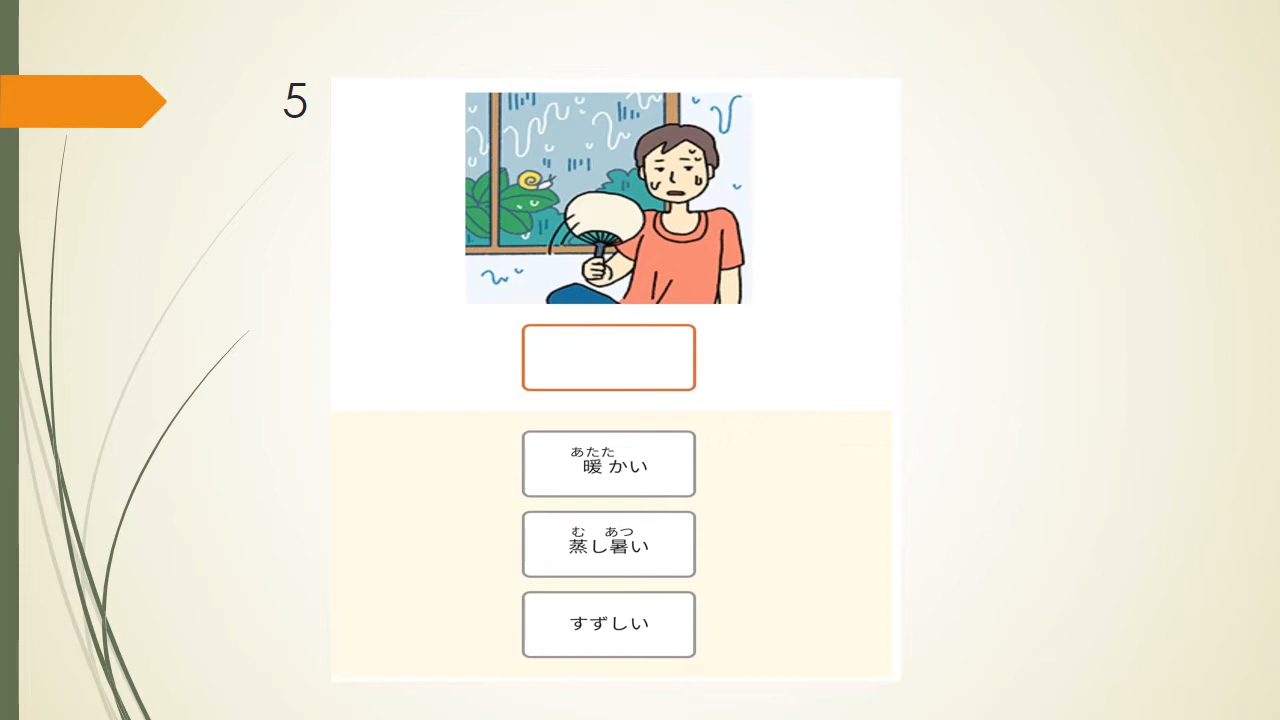 5
あたた
暖かい
む あつ
蒸し暑い
すずしい